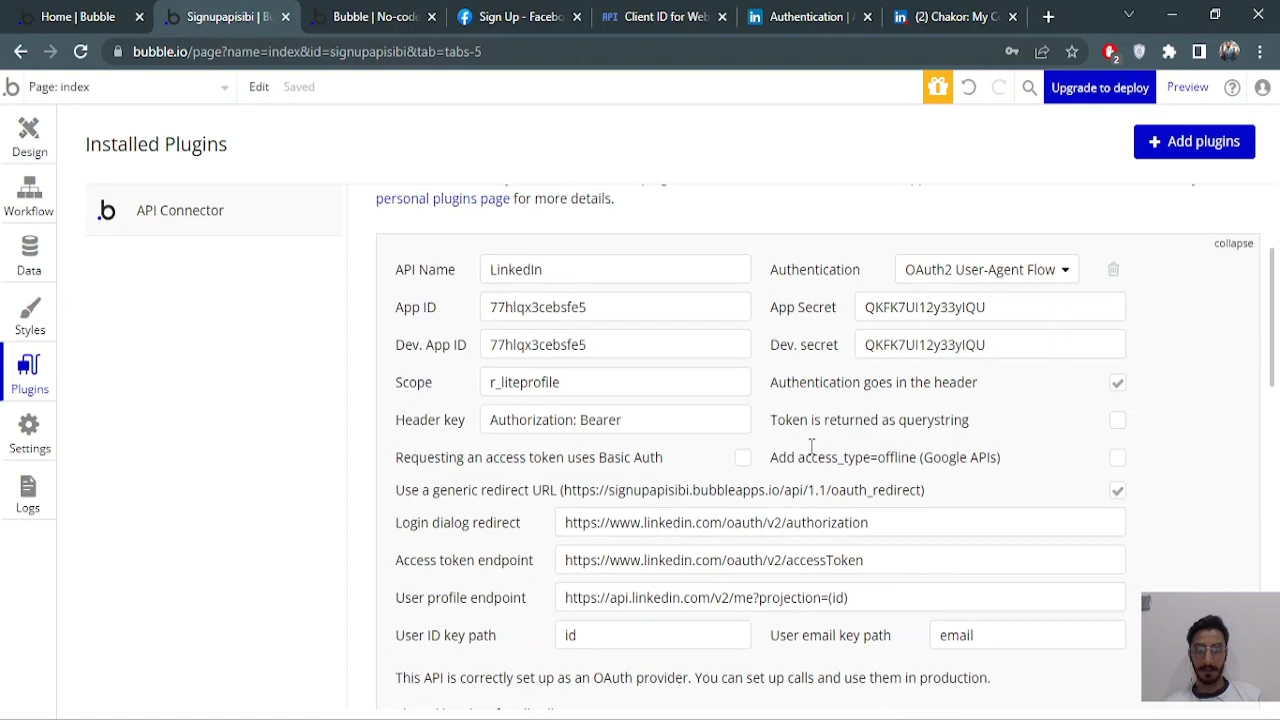 Home | Bubble
Signupapisibi | B
Bubble | No-code
Sign Up - Facebo
API
Client ID for Web
Authentication | A
(2) Chakor: My C
bubble.io/page?name=index&id=signupapisibi&tab=tabs-5
2
Page: index
Edit
Saved
Upgrade to deploy
Preview
Design
Workflow
Data
Styles
Plugins
Settings
Logs
Installed Plugins
Add plugins
API Connector
personal plugins page for more details.
collapse
API Name LinkedIn Authentication OAuth2 User-Agent Flow
App ID 77hlqx3cebsfe5 App Secret QKFK7UI12y33yIQU
Dev. App ID 77hlqx3cebsfe5 Dev. secret QKFK7UI12y33yIQU
Scope r_liteprofile Authentication goes in the header
Header key Authorization: Bearer Token is returned as querystring
Requesting an access token uses Basic Auth Add access_type=offline (Google APIs)
Use a generic redirect URL (https://signupapisibi.bubbleapps.io/api/1.1/oauth_redirect)
Login dialog redirect https://www.linkedin.com/oauth/v2/authorization
Access token endpoint https://www.linkedin.com/oauth/v2/accessToken
User profile endpoint https://api.linkedin.com/v2/me?projection=(id)
User ID key path id User email key path email
This API is correctly set up as an OAuth provider. You can set up calls and use them in production.